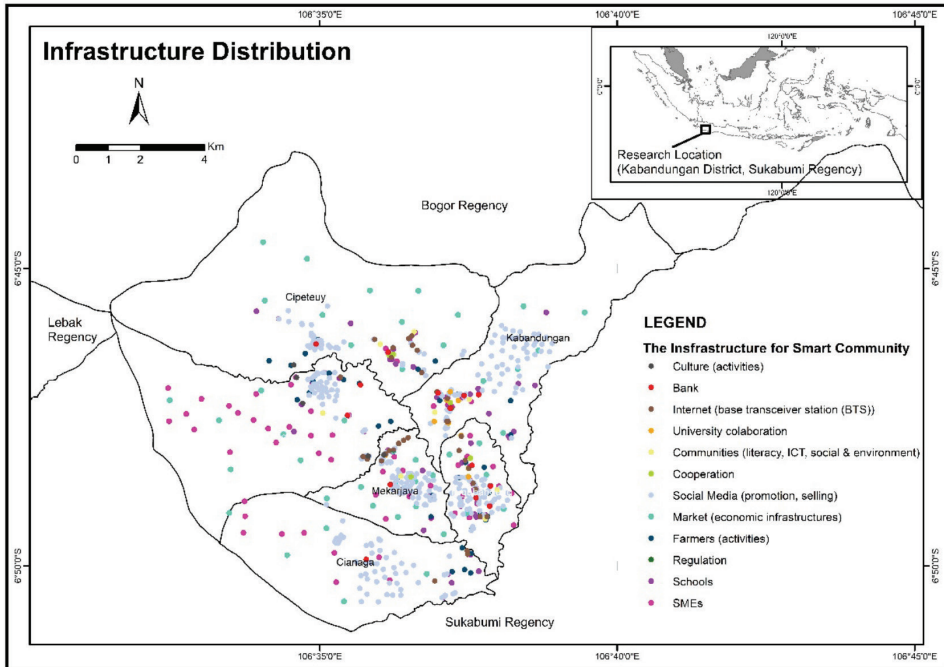 106°35'0"E 106°40'0"E 106°45'0"E
Infrastructure Distribution
N
Km
0 1 2 4
120°0'0"E
0°0'0" 0°0'0"
Research Location
(Kabandungan District, Sukabumi Regency)
120°0'0"E
Bogor Regency
6°45'0"S 6°45'0"S
Cipeteuy
Lebak
Regency
Kabandungan
LEGEND
The Insfrastructure for Smart Community
Culture (activities)
Bank
Internet (base transceiver station (BTS))
University colaboration
Communities (literacy, ICT, social & environment)
Cooperation
Social Media (promotion, selling)
Market (economic infrastructures)
Farmers (activities)
Regulation
Schools
SMEs
Mekarjaya
Cianaga
6°50'0"S 6°50'0"S
Sukabumi Regency
106°35'0"E 106°40'0"E 106°45'0"E